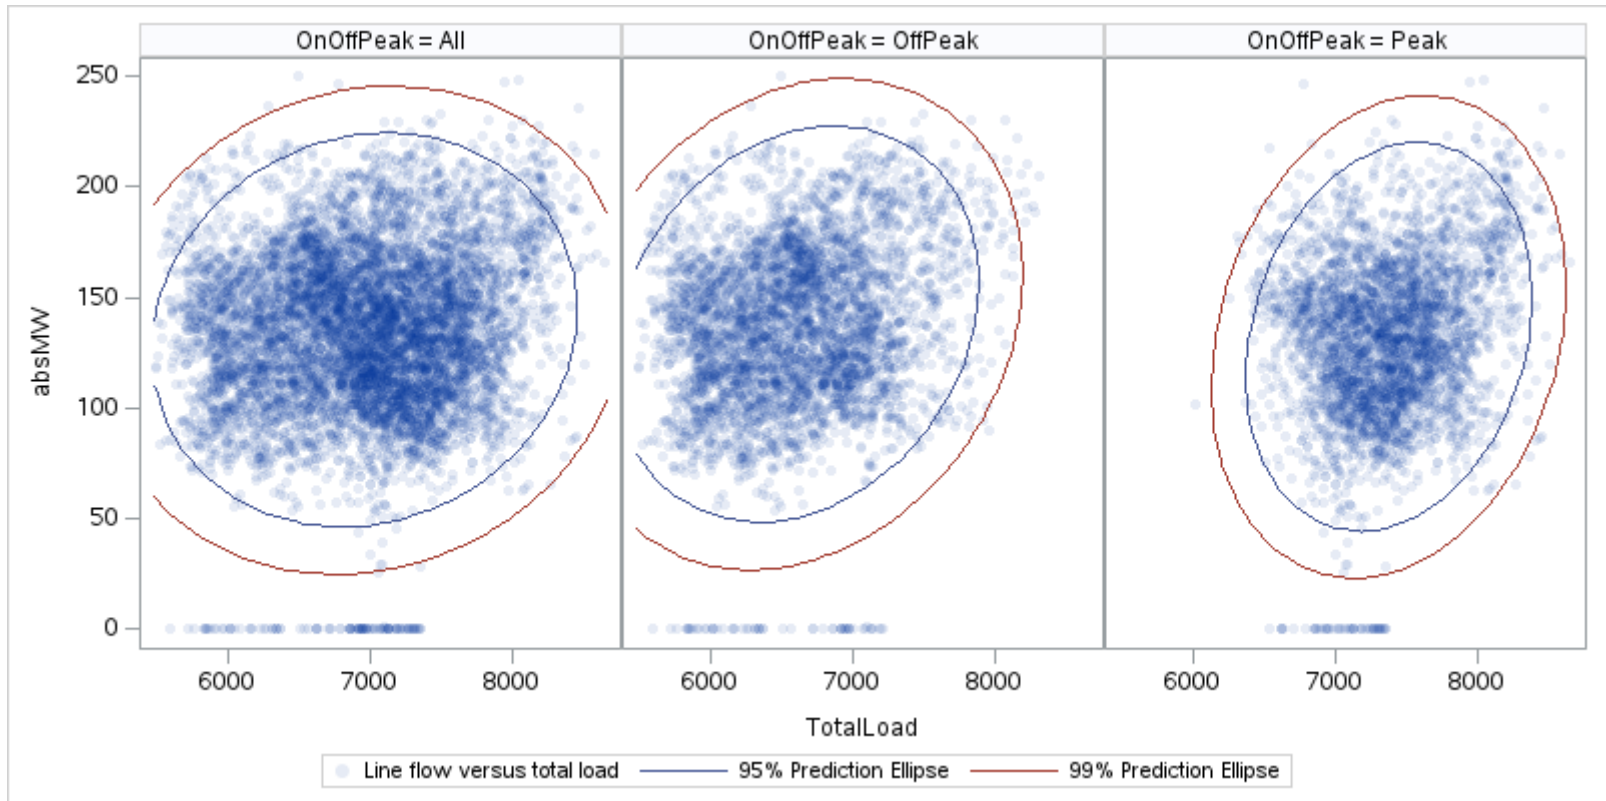 OnOffPeak = All OnOffPeak = OffPeak OnOffPeak = Peak
250
200
150
100
50
0
absMW
6000 7000 8000 6000 7000 8000 6000 7000 8000
TotalLoad
Line flow versus total load 95% Prediction Ellipse 99% Prediction Ellipse